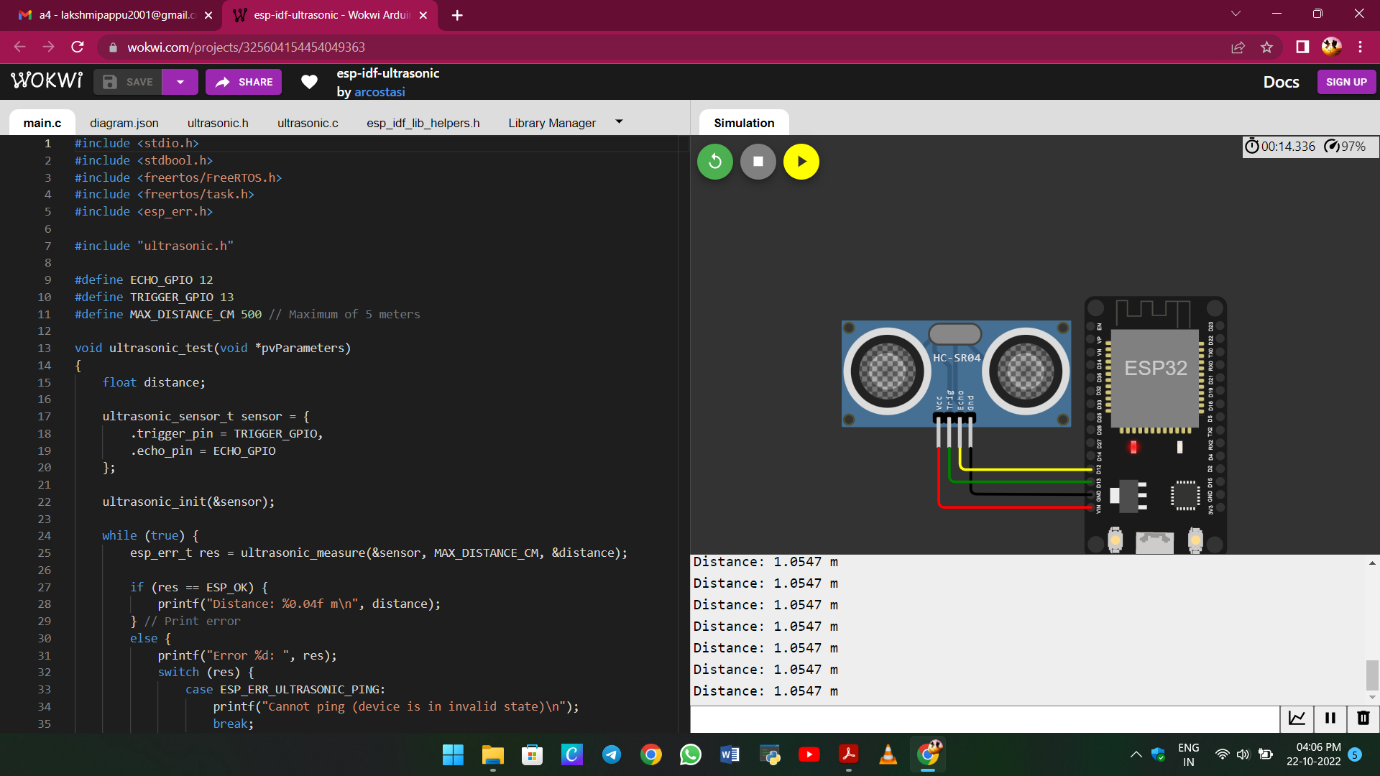 a4 - lakshmipappu2001@gmail.c
esp-idf-ultrasonic - Wokwi Ardui
wokwi.com/projects/325604154454049363
WOKWi
SAVE
SHARE
esp-idf-ultrasonic
by arcostasi
Docs
SIGN UP
main.c
diagram.json
ultrasonic.h
ultrasonic.c
esp_idf_lib_helpers.h
Library Manager
1 #include <stdio.h>
2 #include <stdbool.h>
3 #include <freertos/FreeRTOS.h>
4 #include <freertos/task.h>
5 #include <esp_err.h>
6
7 #include "ultrasonic.h"
8
9 #define ECHO_GPIO 12
10 #define TRIGGER_GPIO 13
11 #define MAX_DISTANCE_CM 500 // Maximum of 5 meters
12
13 void ultrasonic_test(void *pvParameters)
14 {
15 float distance;
16
17 ultrasonic_sensor_t sensor = {
18 .trigger_pin = TRIGGER_GPIO,
19 .echo_pin = ECHO_GPIO
20 };
21
22 ultrasonic_init(&sensor);
23
24 while (true) {
25 esp_err_t res = ultrasonic_measure(&sensor, MAX_DISTANCE_CM, &distance);
26
27 if (res == ESP_OK) {
28 printf("Distance: %0.04f m\n", distance);
29 } // Print error
30 else {
31 printf("Error %d: ", res);
32 switch (res) {
33 case ESP_ERR_ULTRASONIC_PING:
34 printf("Cannot ping (device is in invalid state)\n");
35 break;
Simulation
00:14.336
97%
HC-SR04
Vcc
Trig
Echo
Gnd
ESP32
Distance: 1.0547 m
Distance: 1.0547 m
Distance: 1.0547 m
Distance: 1.0547 m
Distance: 1.0547 m
Distance: 1.0547 m
Distance: 1.0547 m
ENG
IN
04:06 PM
22-10-2022
5